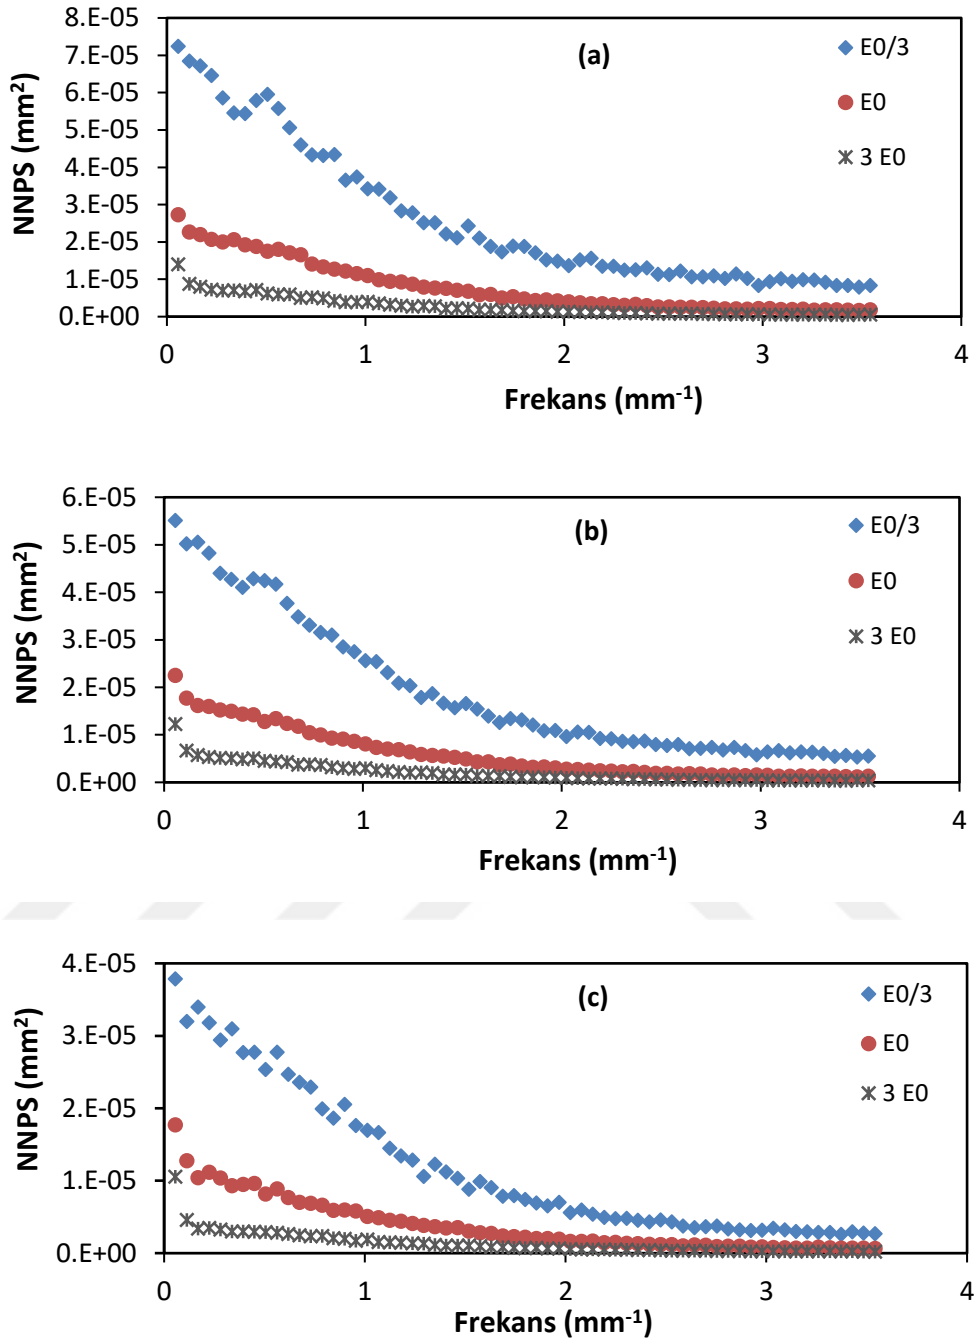 8.E-05
7.E-05
6.E-05
5.E-05
4.E-05
3.E-05
2.E-05
1.E-05
0.E+00
NNPS (mm²)
(a)
E0/3
E0
3 E0
0 1 2 3 4
Frekans (mm⁻¹)
6.E-05
5.E-05
4.E-05
3.E-05
2.E-05
1.E-05
0.E+00
NNPS (mm²)
(b)
E0/3
E0
3 E0
0 1 2 3 4
Frekans (mm⁻¹)
4.E-05
3.E-05
2.E-05
1.E-05
0.E+00
NNPS (mm²)
(c)
E0/3
E0
3 E0
0 1 2 3 4
Frekans (mm⁻¹)